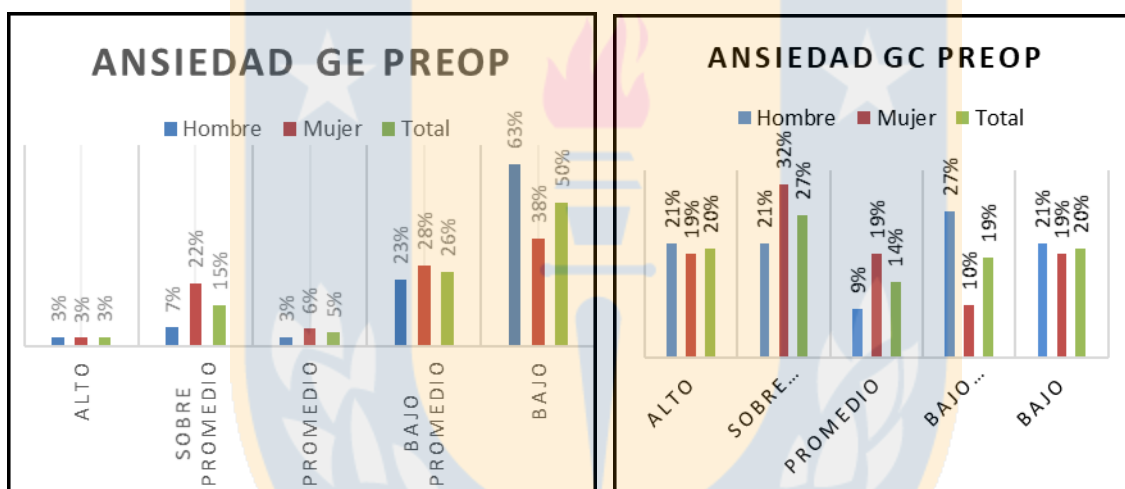 ANSIEDAD GE PREOP
Hombre Mujer Total
3% 3% 3%
7% 22% 15%
3% 6% 5%
23% 28% 26%
63% 38% 50%
ALTO
SOBRE
PROMEDIO
PROMEDIO
BAJO
PROMEDIO
BAJO
ANSIEDAD GC PREOP
Hombre Mujer Total
21% 19% 20%
21% 32% 27%
9% 19% 14%
27% 10% 19%
21% 19% 20%
ALTO
SOBRE...
PROMEDIO
BAJO...
BAJO